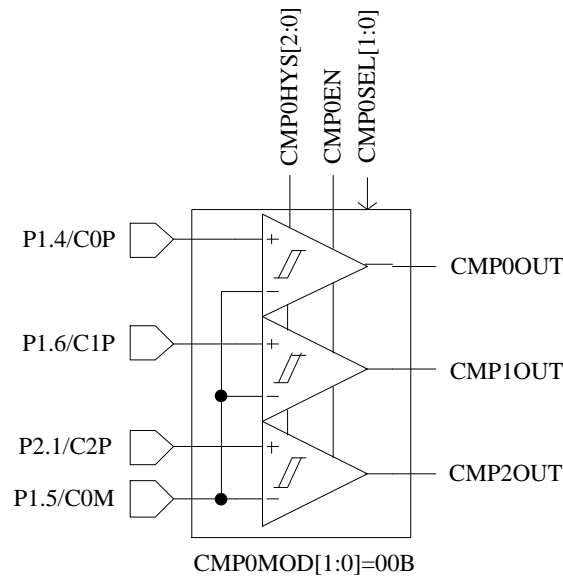 CMP0HYS[2:0]
CMP0EN
CMP0SEL[1:0]
P1.4/C0P
+
−
CMP0OUT
P1.6/C1P
+
−
CMP1OUT
P2.1/C2P
+
P1.5/C0M
−
CMP2OUT
CMP0MOD[1:0]=00B